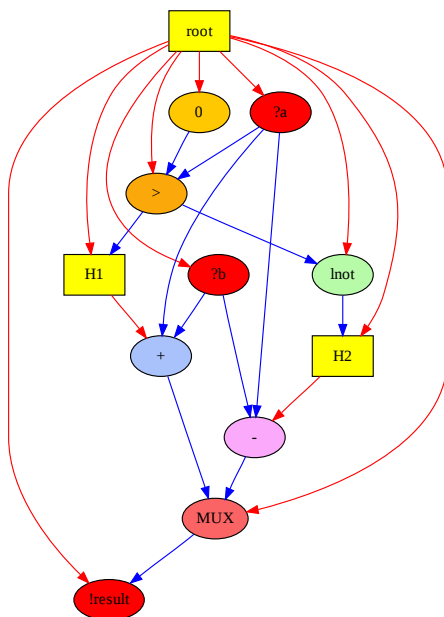 root
0
?a
>
H1
?b
lnot
+
H2
-
MUX
!result